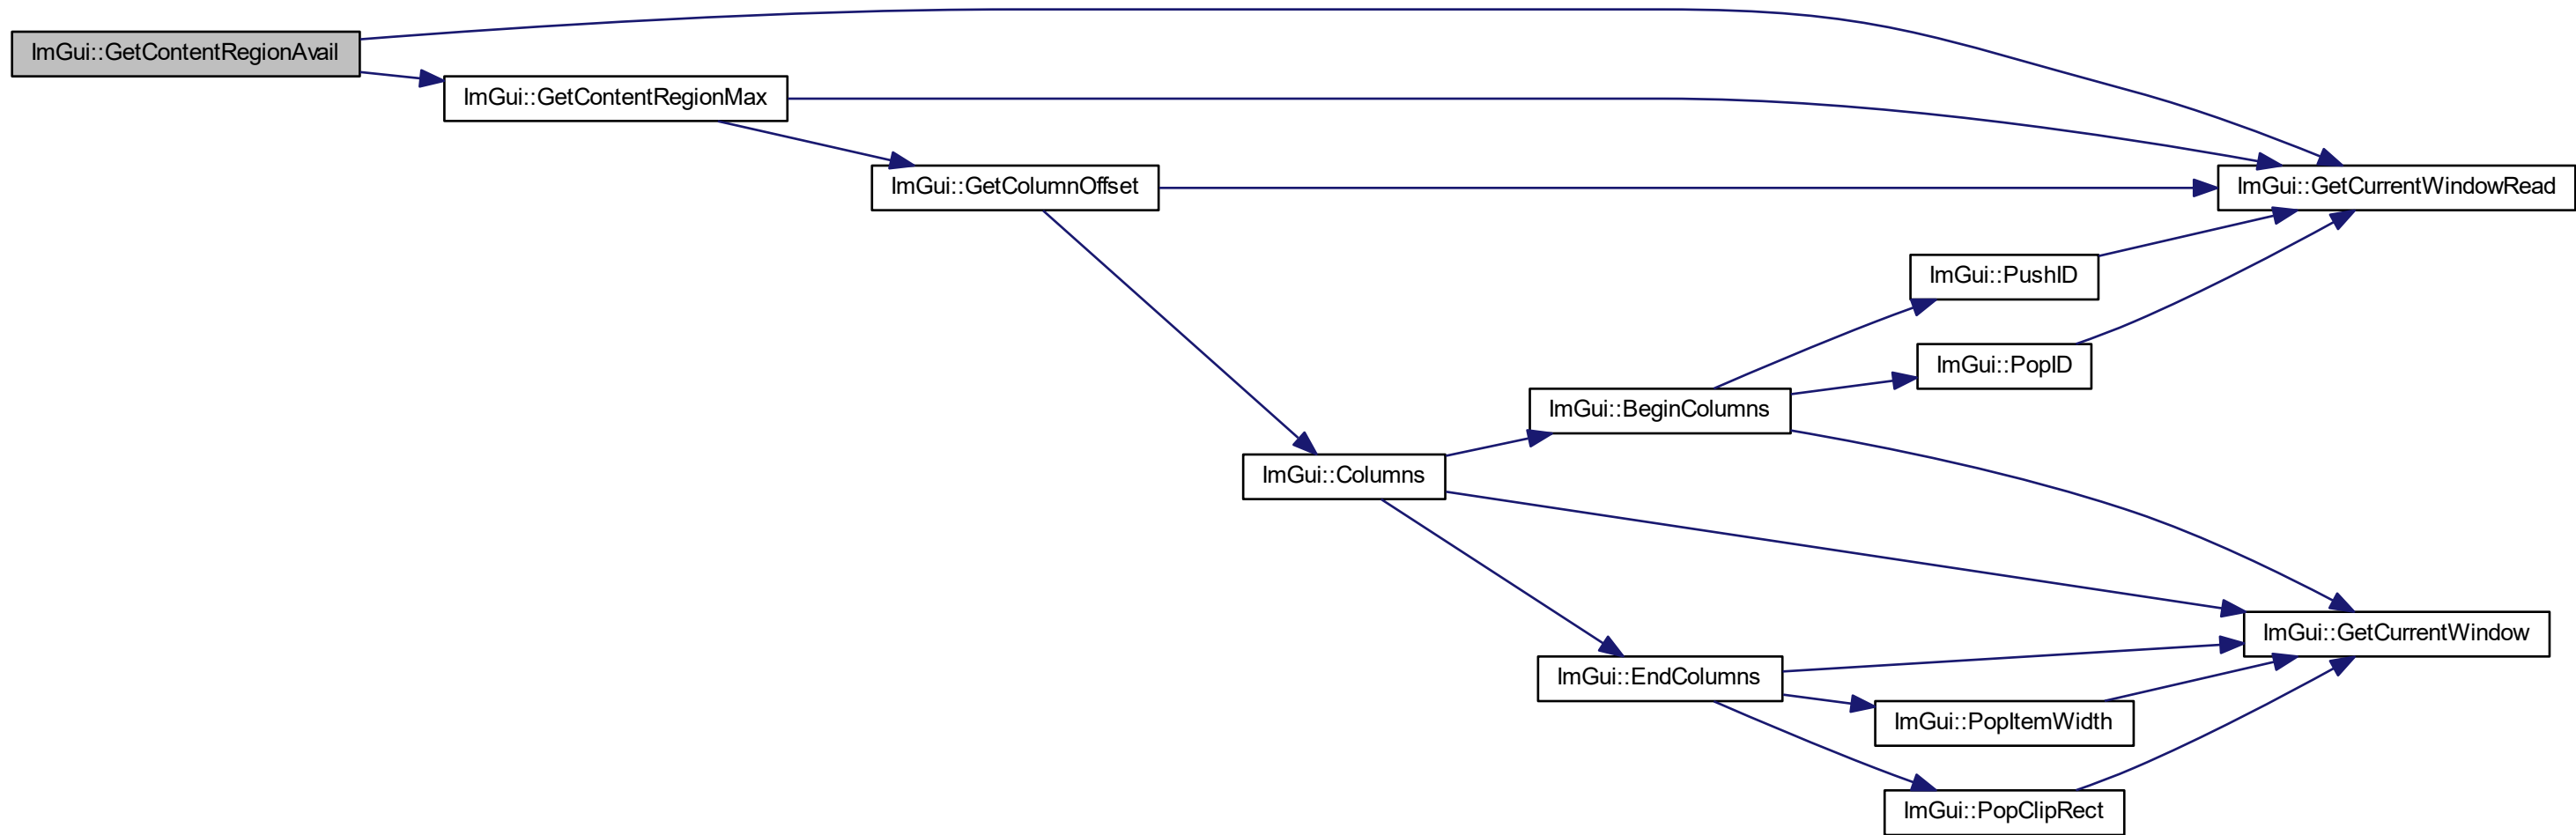 ImGui::GetContentRegionAvail
ImGui::GetContentRegionMax
ImGui::GetColumnOffset
ImGui::GetCurrentWindowRead
ImGui::PushID
ImGui::PopID
ImGui::BeginColumns
ImGui::Columns
ImGui::GetCurrentWindow
ImGui::EndColumns
ImGui::PopItemWidth
ImGui::PopClipRect